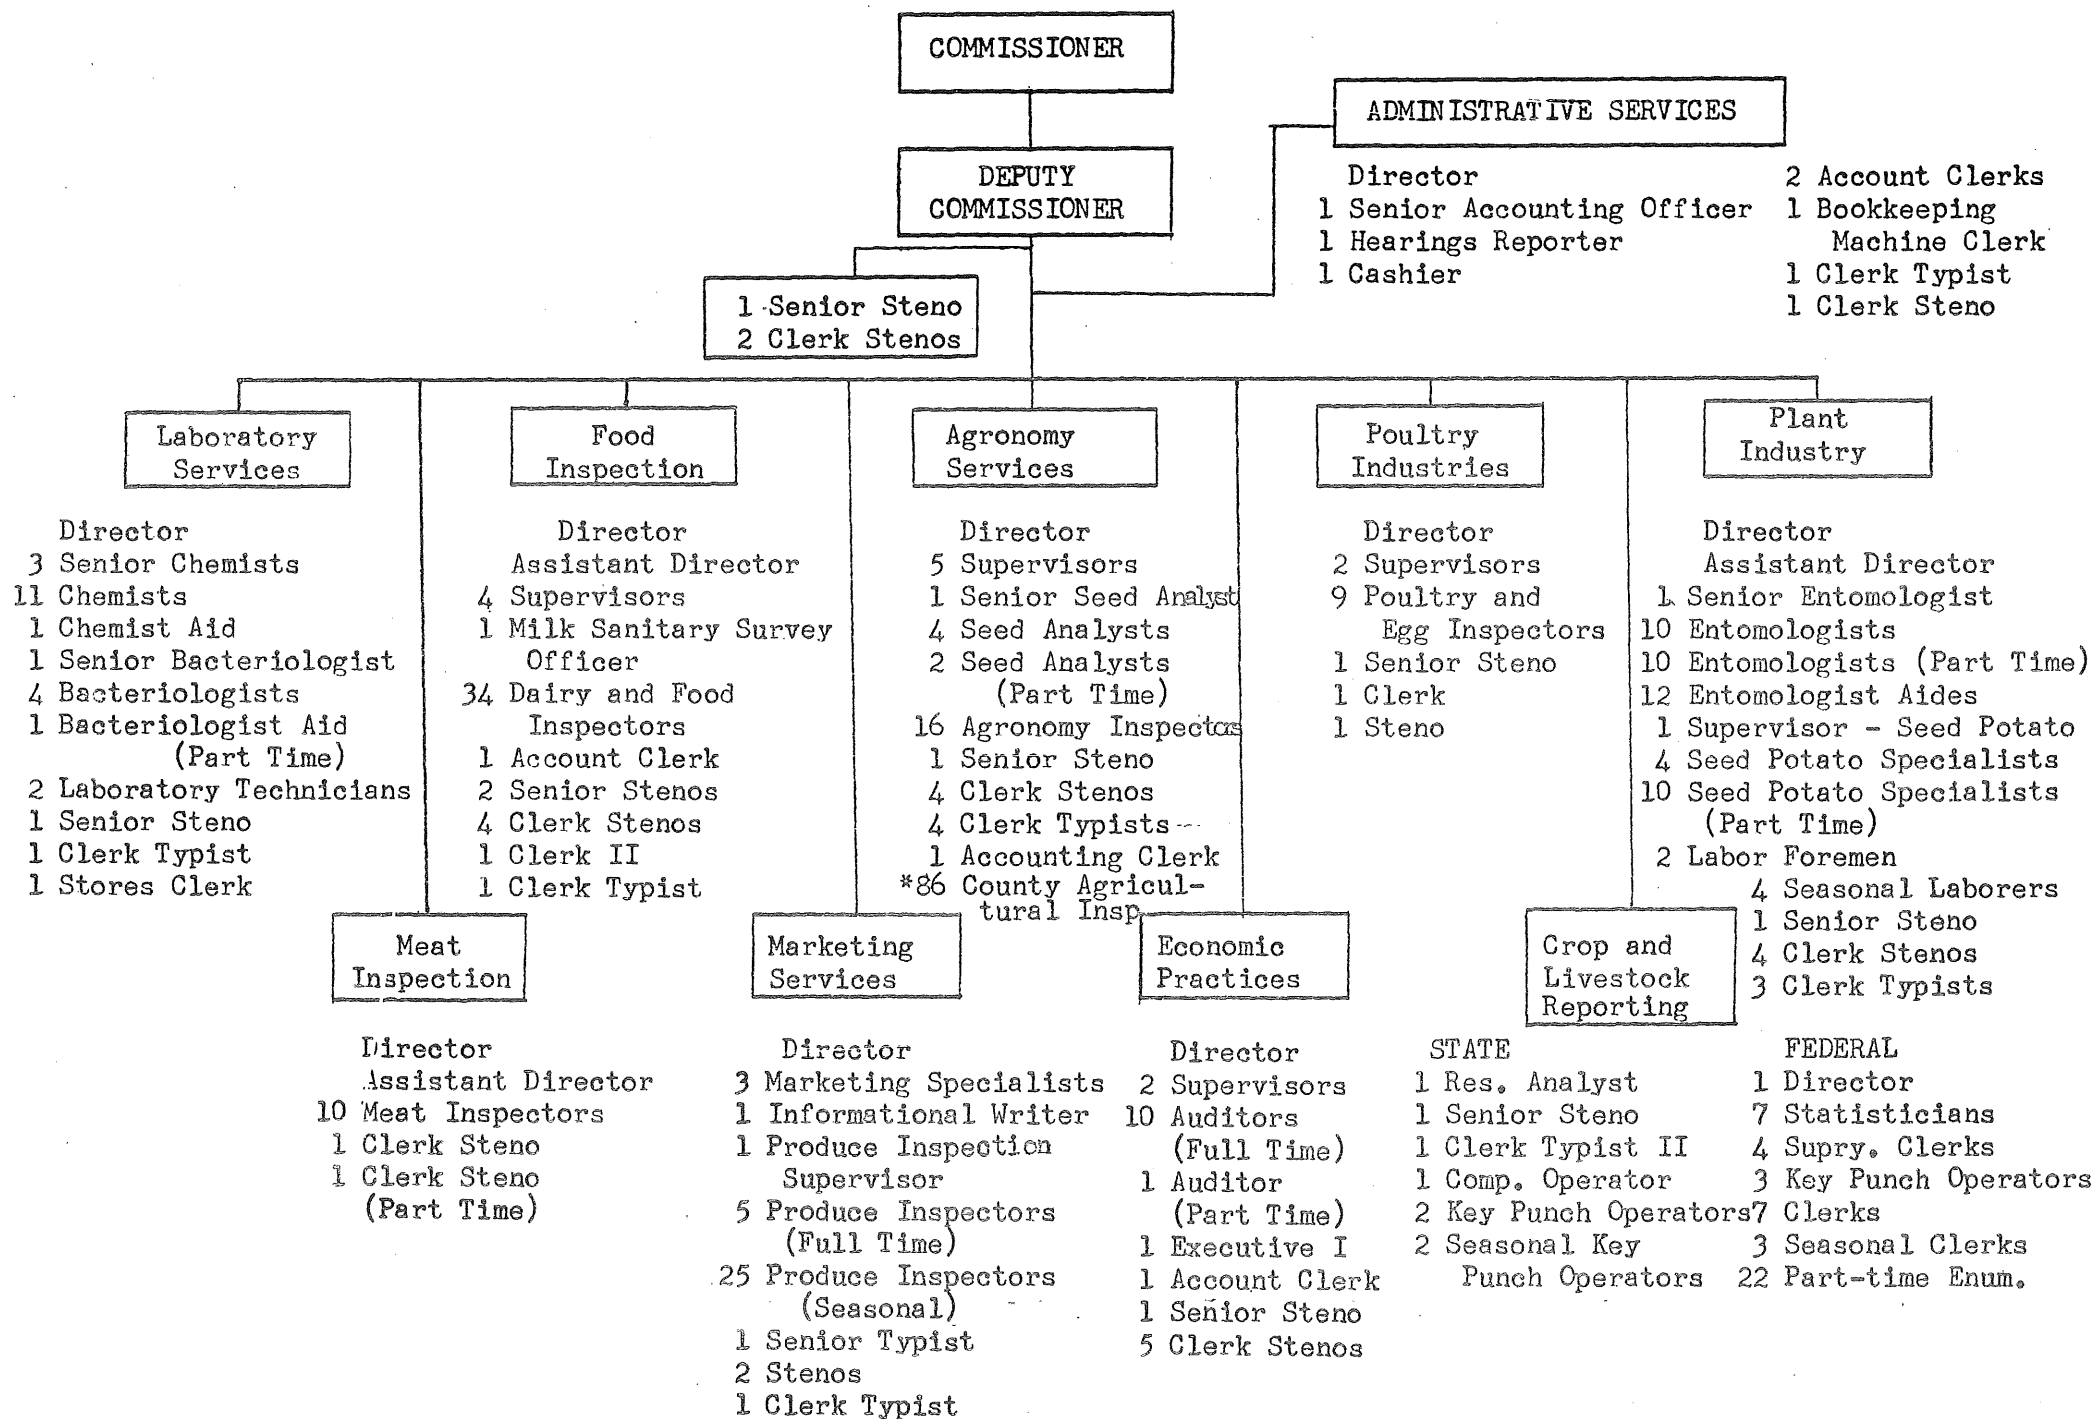 COMMISSIONER
DEPUTY
COMMISSIONER
ADMINISTRATIVE SERVICES
Director
1 Senior Accounting Officer
1 Hearings Reporter
1 Cashier
2 Account Clerks
1 Bookkeeping
Machine Clerk
1 Clerk Typist
1 Clerk Steno
1 Senior Steno
2 Clerk Stenos
Laboratory
Services
Director
3 Senior Chemists
11 Chemists
1 Chemist Aid
1 Senior Bacteriologist
4 Bacteriologists
1 Bacteriologist Aid
(Part Time)
2 Laboratory Technicians
1 Senior Steno
1 Clerk Typist
1 Stores Clerk
Food
Inspection
Director
Assistant Director
4 Supervisors
1 Milk Sanitary Survey
Officer
34 Dairy and Food
Inspectors
1 Account Clerk
2 Senior Stenos
4 Clerk Stenos
1 Clerk II
1 Clerk Typist
Agronomy
Services
Director
5 Supervisors
1 Senior Seed Analyst
4 Seed Analysts
2 Seed Analysts
(Part Time)
16 Agronomy Inspectors
1 Senior Steno
4 Clerk Stenos
4 Clerk Typists
1 Accounting Clerk
*86 County Agricul-
tural Insp.
Poultry
Industries
Director
2 Supervisors
9 Poultry and
Egg Inspectors
1 Senior Steno
1 Clerk
1 Steno
Plant
Industry
Director
Assistant Director
1 Senior Entomologist
10 Entomologists
10 Entomologists (Part Time)
12 Entomologist Aides
1 Supervisor - Seed Potato
4 Seed Potato Specialists
10 Seed Potato Specialists
(Part Time)
2 Labor Foremen
4 Seasonal Laborers
1 Senior Steno
4 Clerk Stenos
3 Clerk Typists
Meat
Inspection
Director
Assistant Director
10 Meat Inspectors
1 Clerk Steno
1 Clerk Steno
(Part Time)
Marketing
Services
Director
3 Marketing Specialists
1 Informational Writer
1 Produce Inspection
Supervisor
5 Produce Inspectors
(Full Time)
25 Produce Inspectors
(Seasonal)
1 Senior Typist
2 Stenos
1 Clerk Typist
Economic
Practices
Director
2 Supervisors
10 Auditors
(Full Time)
1 Auditor
(Part Time)
1 Executive I
1 Account Clerk
1 Senior Steno
5 Clerk Stenos
Crop and
Livestock
Reporting
STATE
1 Res. Analyst
1 Senior Steno
1 Clerk Typist II
1 Comp. Operator
2 Key Punch Operators
2 Seasonal Key
Punch Operators
FEDERAL
1 Director
7 Statisticians
4 Supry. Clerks
3 Key Punch Operators
7 Clerks
3 Seasonal Clerks
22 Part-time Enum.